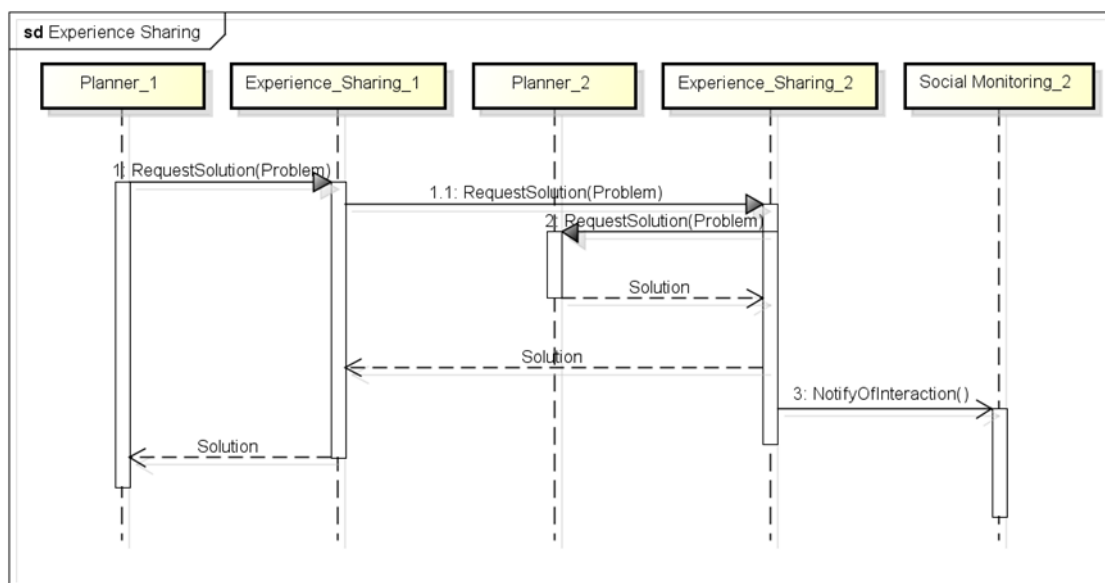 sd Experience Sharing
Planner_1
Experience_Sharing_1
Planner_2
Experience_Sharing_2
Social Monitoring_2
1: RequestSolution(Problem)
1.1: RequestSolution(Problem)
2: RequestSolution(Problem)
Solution
Solution
3: NotifyOfInteraction()
Solution